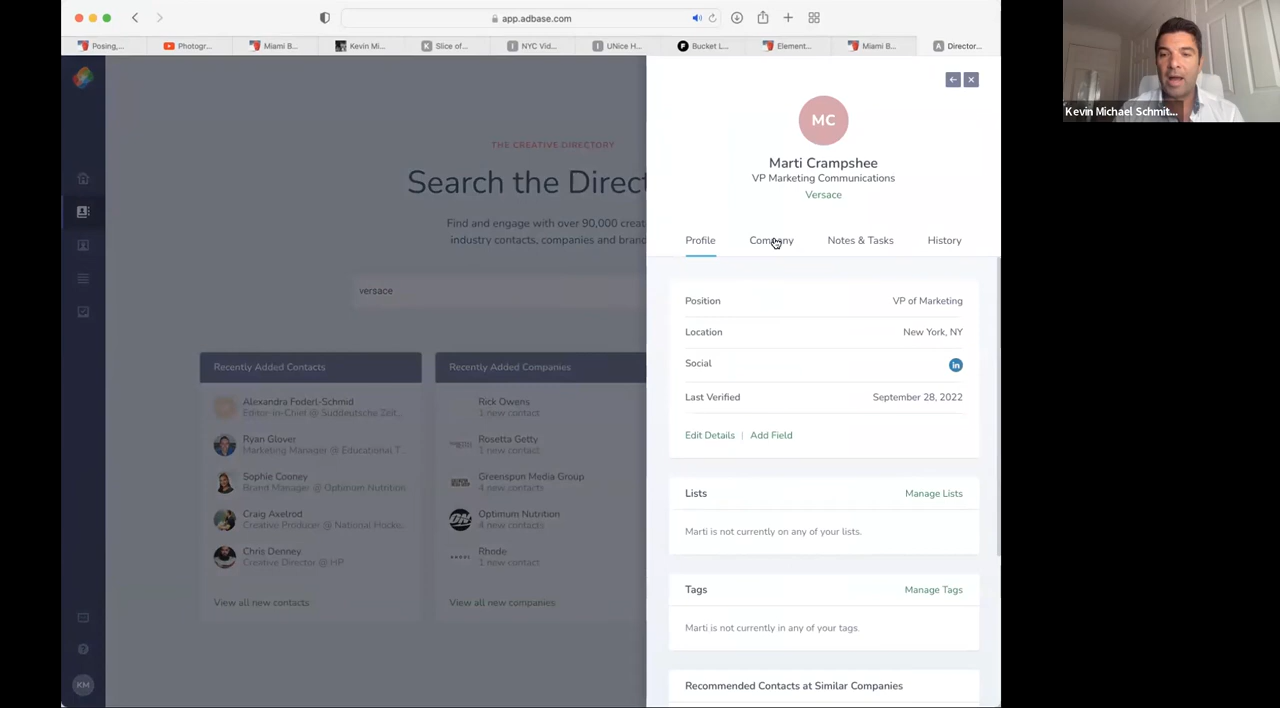 app.adbase.com
Posing,...
Photogr...
Miami B...
Kevin Mi...
Slice of...
NYC Vid...
UNice H...
Bucket L...
Element...
Miami B...
Director...
Kevin Michael Schmit...
MC
Marti Crampshee
VP Marketing Communications
Versace
Profile
Company
Notes & Tasks
History
THE CREATIVE DIRECTORY
Search the Direct
Find and engage with over 90,000 creat
industry contacts, companies and brand
versace
Recently Added Contacts
Alexandra Foderl-Schmid
Editor-in-Chief @ Süddeutsche Zeit...
Ryan Glover
Marketing Manager @ Educational T...
Sophie Cooney
Brand Manager @ Optimum Nutrition
Craig Axelrod
Creative Producer @ National Hocke...
Chris Denney
Creative Director @ HP
View all new contacts
Recently Added Companies
Rick Owens
1 new contact
Rosetta Getty
1 new contact
Greenspun Media Group
4 new contacts
ON
Optimum Nutrition
4 new contacts
Rhode
1 new contact
View all new companies
Position
VP of Marketing
Location
New York, NY
Social
in
Last Verified
September 28, 2022
Edit Details | Add Field
Lists
Manage Lists
Marti is not currently on any of your lists.
Tags
Manage Tags
Marti is not currently in any of your tags.
Recommended Contacts at Similar Companies
KM